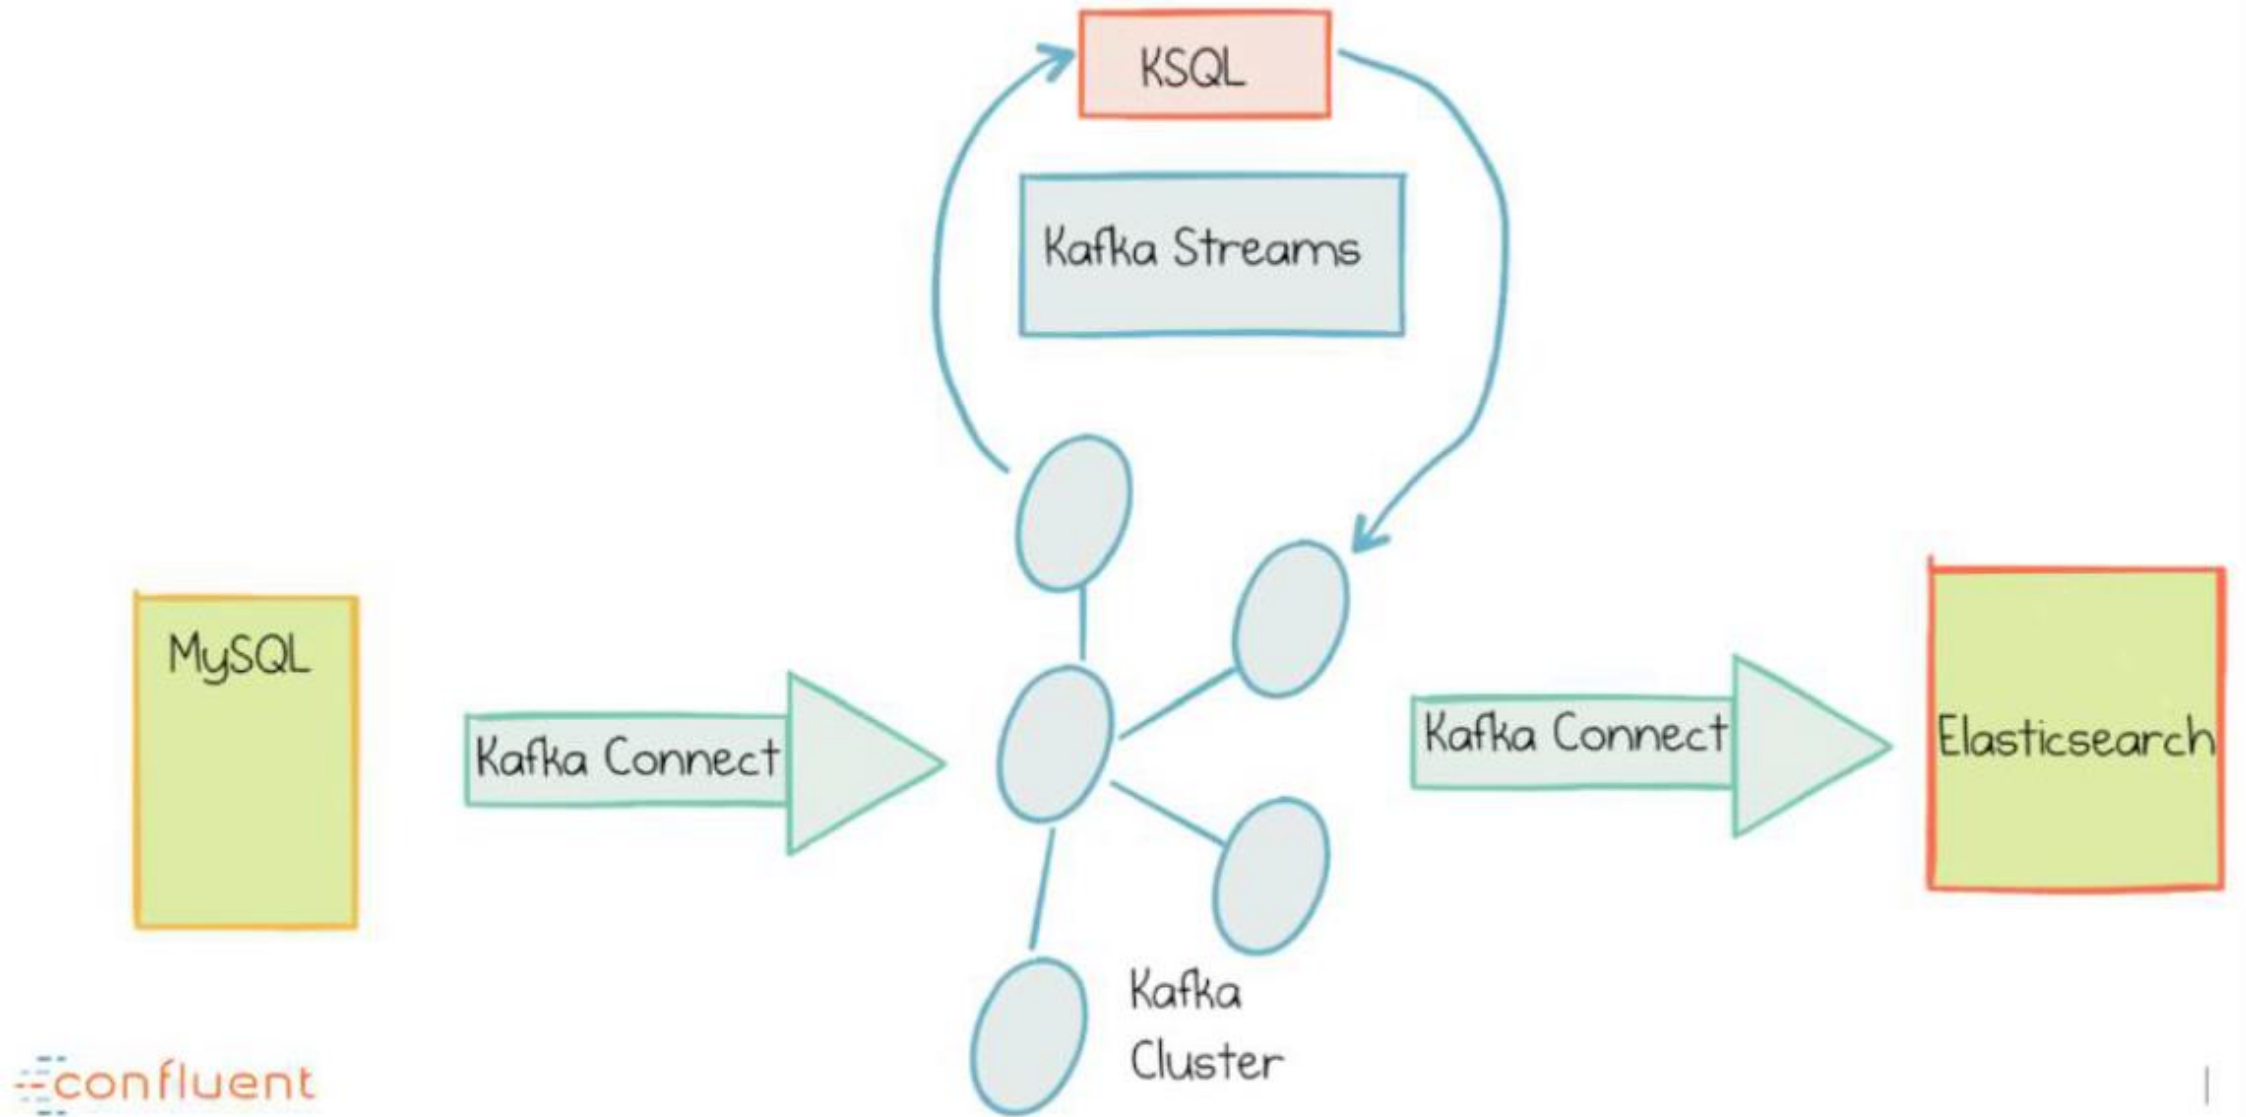 KSQL
Kafka Streams
MySQL
Kafka Connect
Kafka Connect
Elasticsearch
Kafka
Cluster
confluent